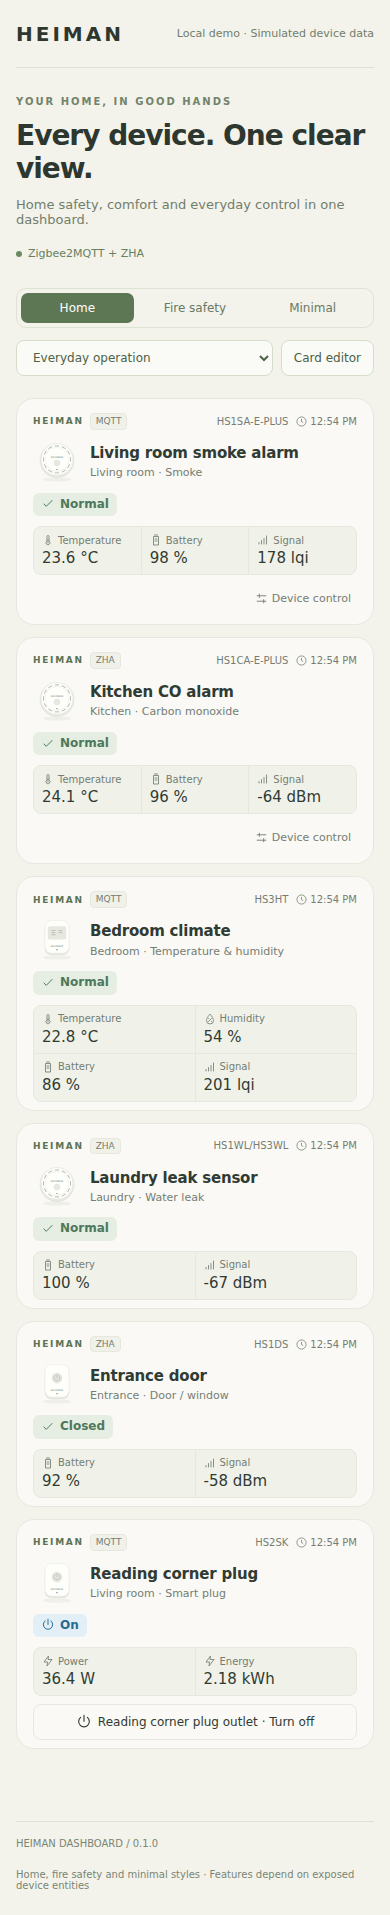 HEIMAN
Local demo · Simulated device data
YOUR HOME, IN GOOD HANDS
Every device. One clear
view.
Home safety, comfort and everyday control in one
dashboard.
Zigbee2MQTT + ZHA
Home
Fire safety
Minimal
Everyday operation
Card editor
HEIMAN MQTT HS1SA-E-PLUS 12:54 PM
Living room smoke alarm
Living room · Smoke
Normal
Temperature Battery Signal
23.6 °C 98 % 178 lqi
Device control
HEIMAN ZHA HS1CA-E-PLUS 12:54 PM
Kitchen CO alarm
Kitchen · Carbon monoxide
Normal
Temperature Battery Signal
24.1 °C 96 % -64 dBm
Device control
HEIMAN MQTT HS3HT 12:54 PM
Bedroom climate
Bedroom · Temperature & humidity
Normal
Temperature Humidity
22.8 °C 54 %
Battery Signal
86 % 201 lqi
HEIMAN ZHA HS1WL/HS3WL 12:54 PM
Laundry leak sensor
Laundry · Water leak
Normal
Battery Signal
100 % -67 dBm
HEIMAN ZHA HS1DS 12:54 PM
Entrance door
Entrance · Door / window
Closed
Battery Signal
92 % -58 dBm
HEIMAN MQTT HS2SK 12:54 PM
Reading corner plug
Living room · Smart plug
On
Power Energy
36.4 W 2.18 kWh
Reading corner plug outlet · Turn off
HEIMAN DASHBOARD / 0.1.0
Home, fire safety and minimal styles · Features depend on exposed
device entities